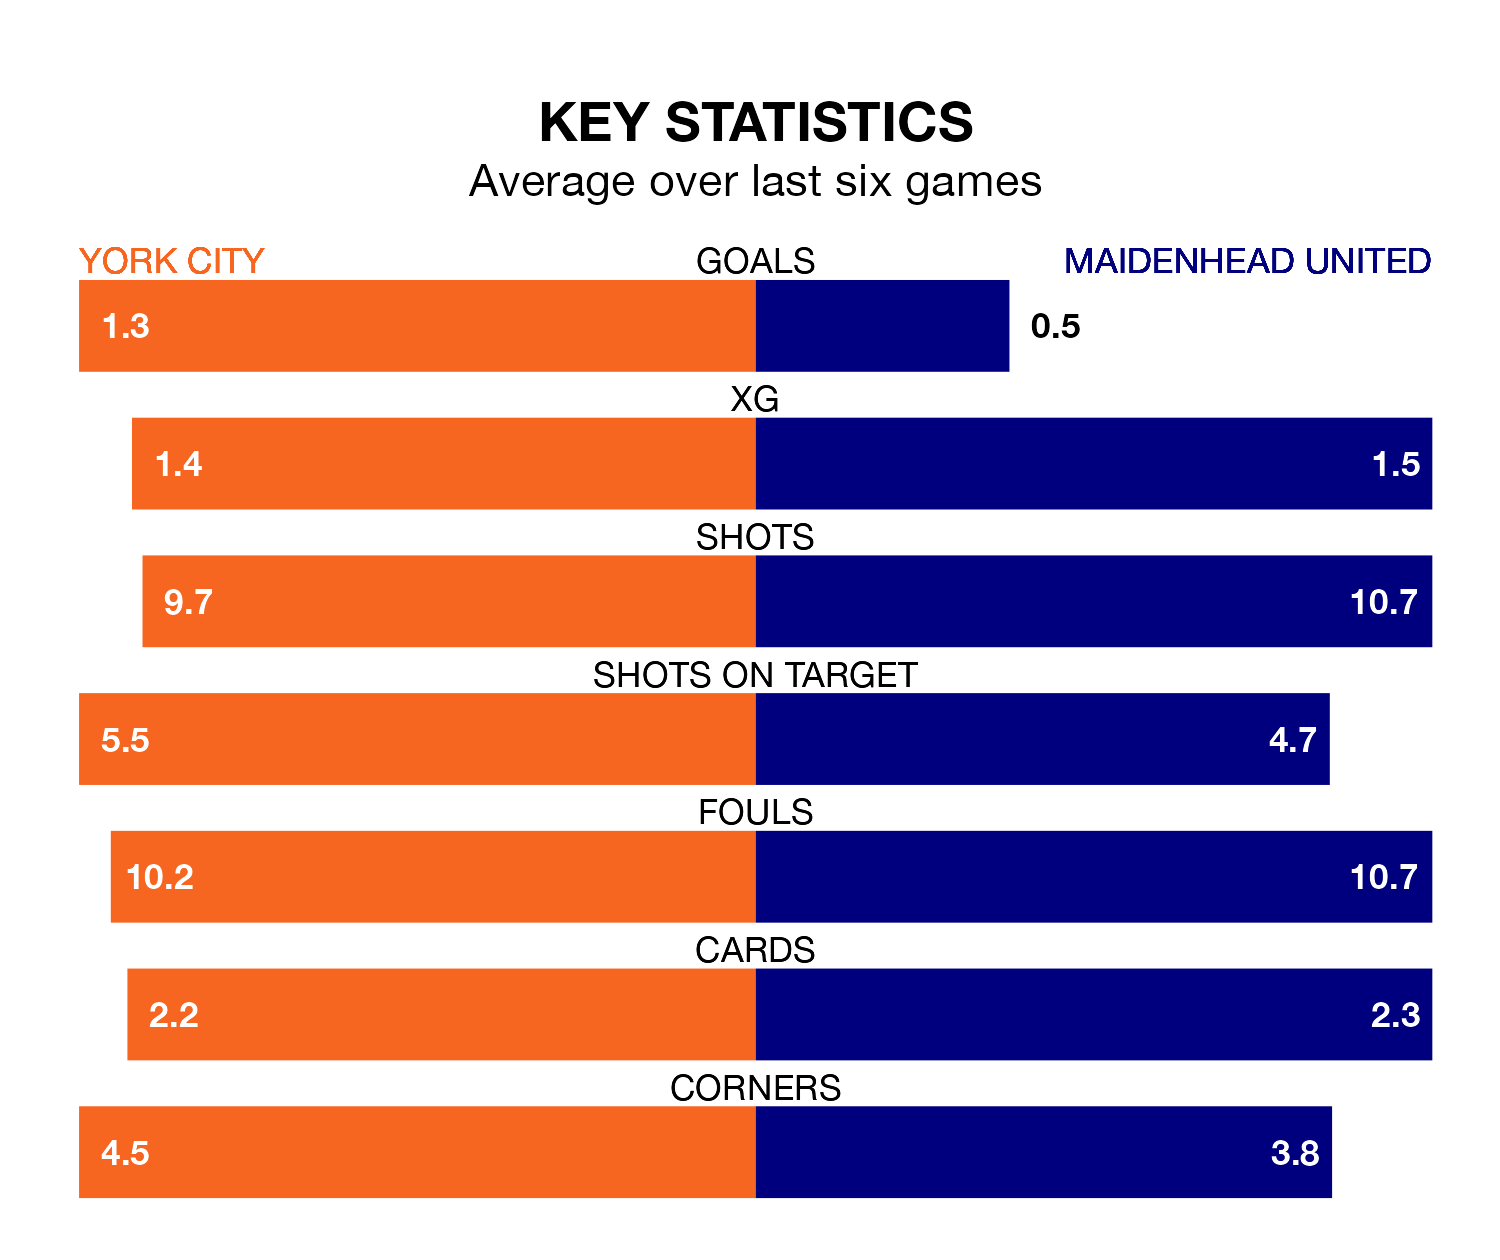 KEY STATISTICS
Average over last six games
YORK CITY GOALS MAIDENHEAD UNITED
1.3 0.5
XG
1.4 1.5
SHOTS
9.7 10.7
SHOTS ON TARGET
5.5 4.7
FOULS
10.2 10.7
CARDS
2.2 2.3
CORNERS
4.5 3.8